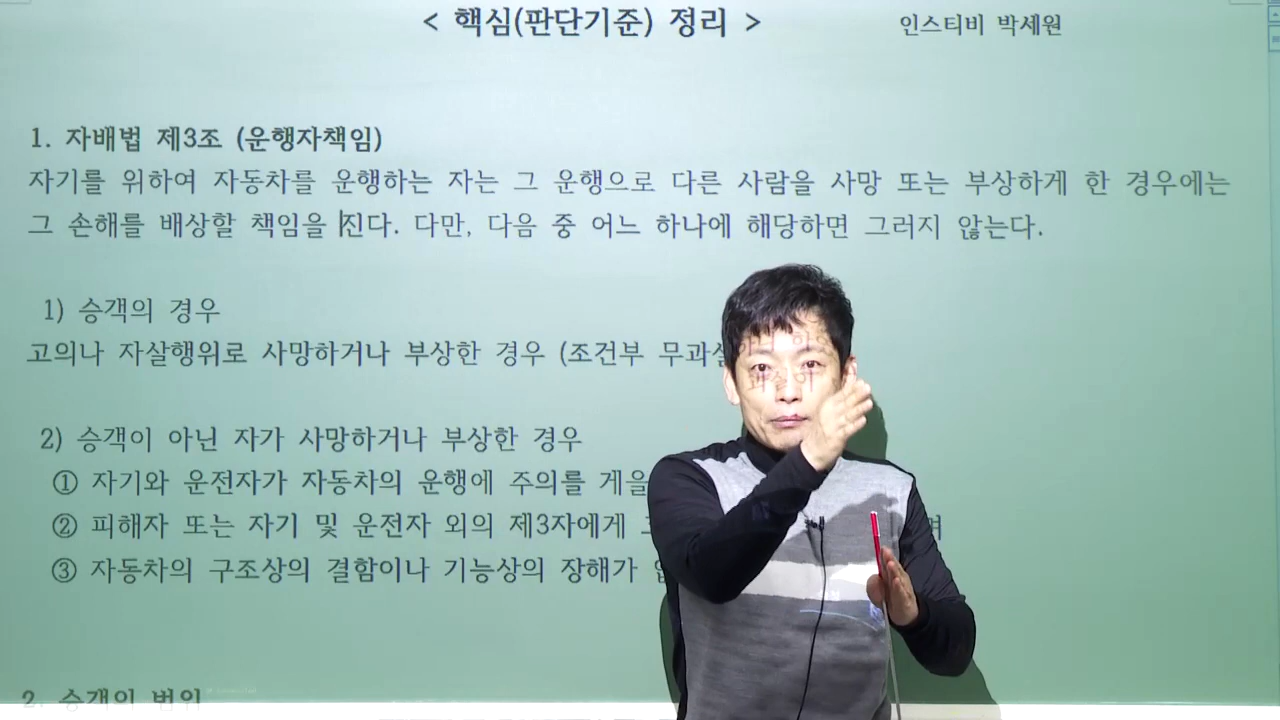 < 핵심(판단기준) 정리 >
인스티비 박세원
1. 자배법 제3조 (운행자책임)
자기를 위하여 자동차를 운행하는 자는 그 운행으로 다른 사람을 사망 또는 부상하게 한 경우에는
그 손해를 배상할 책임을 진다. 다만, 다음 중 어느 하나에 해당하면 그러지 않는다.
1) 승객의 경우
고의나 자살행위로 사망하거나 부상한 경우 (조건부
2) 승객이 아닌 자가 사망하거나 부상한 경우
① 자기와 운전자가 자동차의 운행에 주의를
② 피해자 또는 자기 및 운전자 외의 제3자에게
③ 자동차의 구조상의 결함이나 기능상의 장해가
2. 승객의 범위